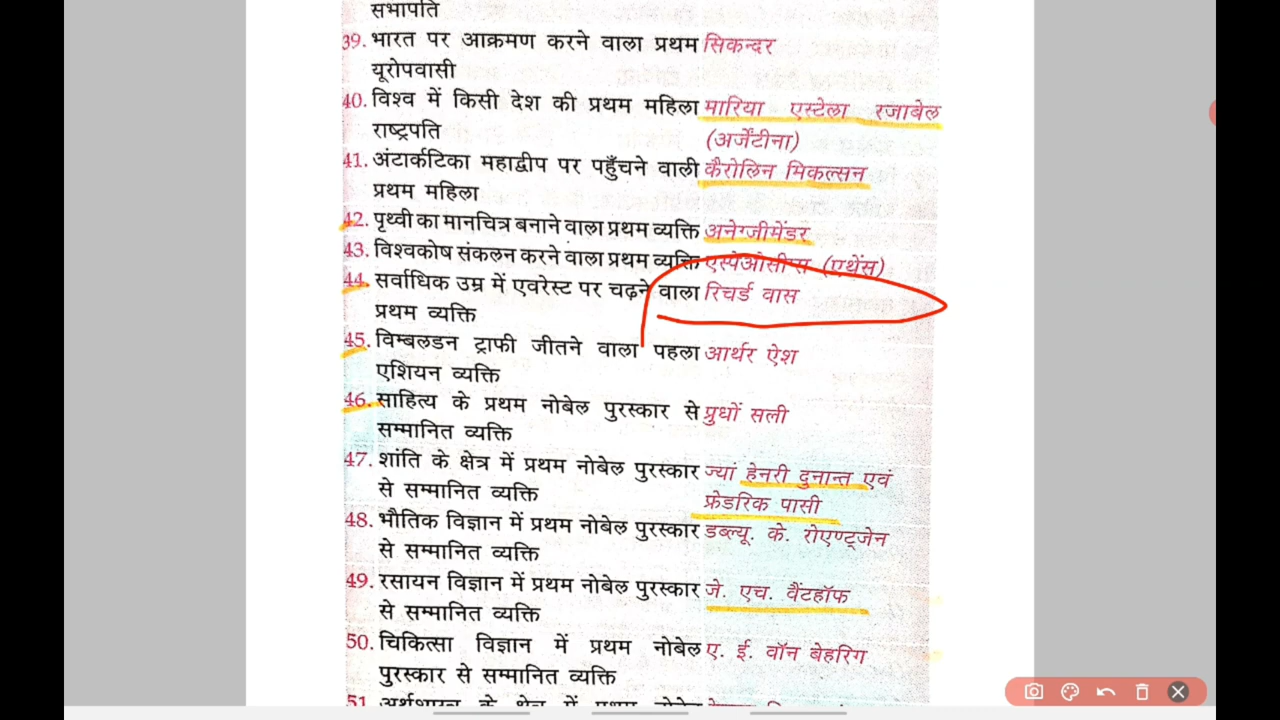 सभापति
39. भारत पर आक्रमण करने वाला प्रथम सिकन्दर
यूरोपवासी
40. विश्व में किसी देश की प्रथम महिला मारिया एस्टेला रजाबेल
राष्ट्रपति (अर्जेंटीना)
41. अंटार्कटिका महाद्वीप पर पहुँचने वाली कैरोलिन मिकल्सन
प्रथम महिला
42. पृथ्वी का मानचित्र बनाने वाला प्रथम व्यक्ति अनेग्जीमेंडर
43. विश्वकोष संकलन करने वाला प्रथम व्यक्ति (एथेंस)
44. सर्वाधिक उम्र में एवरेस्ट पर चढ़ने वाला रिचर्ड वास
प्रथम व्यक्ति
45. विम्बलडन ट्राफी जीतने वाला पहला आर्थर ऐश
एशियन व्यक्ति
46. साहित्य के प्रथम नोबेल पुरस्कार से प्रुधों सली
सम्मानित व्यक्ति
47. शांति के क्षेत्र में प्रथम नोबेल पुरस्कार ज्यां हेनरी दुनान्त एवं
से सम्मानित व्यक्ति फ्रेडरिक पासी
48. भौतिक विज्ञान में प्रथम नोबेल पुरस्कार डब्ल्यू. के. रोएण्ट्जेन
से सम्मानित व्यक्ति
49. रसायन विज्ञान में प्रथम नोबेल पुरस्कार जे. एच. वैंटहॉफ
से सम्मानित व्यक्ति
50. चिकित्सा विज्ञान में प्रथम नोबेल ए. ई. वॉन बेहरिग
पुरस्कार से सम्मानित व्यक्ति